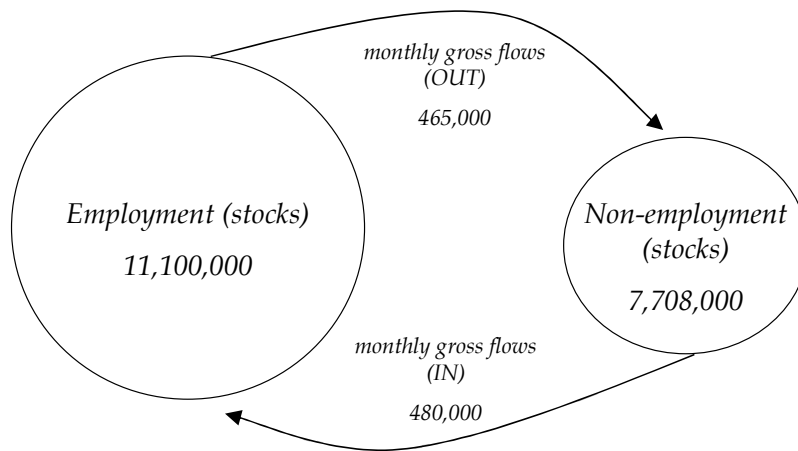 monthly gross flows
(OUT)
465,000
Employment (stocks)
11,100,000
Non-employment
(stocks)
7,708,000
monthly gross flows
(IN)
480,000